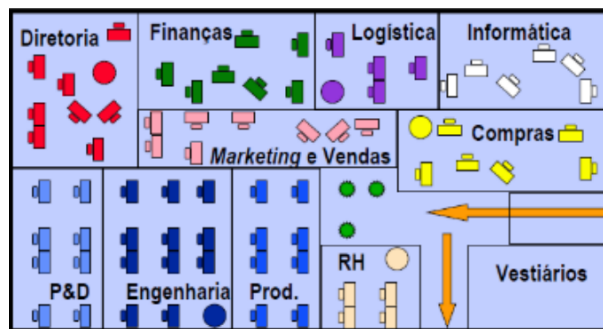 Diretoria
Finanças
Logística
Informática
Marketing e Vendas
Compras
P&D
Engenharia
Prod.
RH
Vestiários